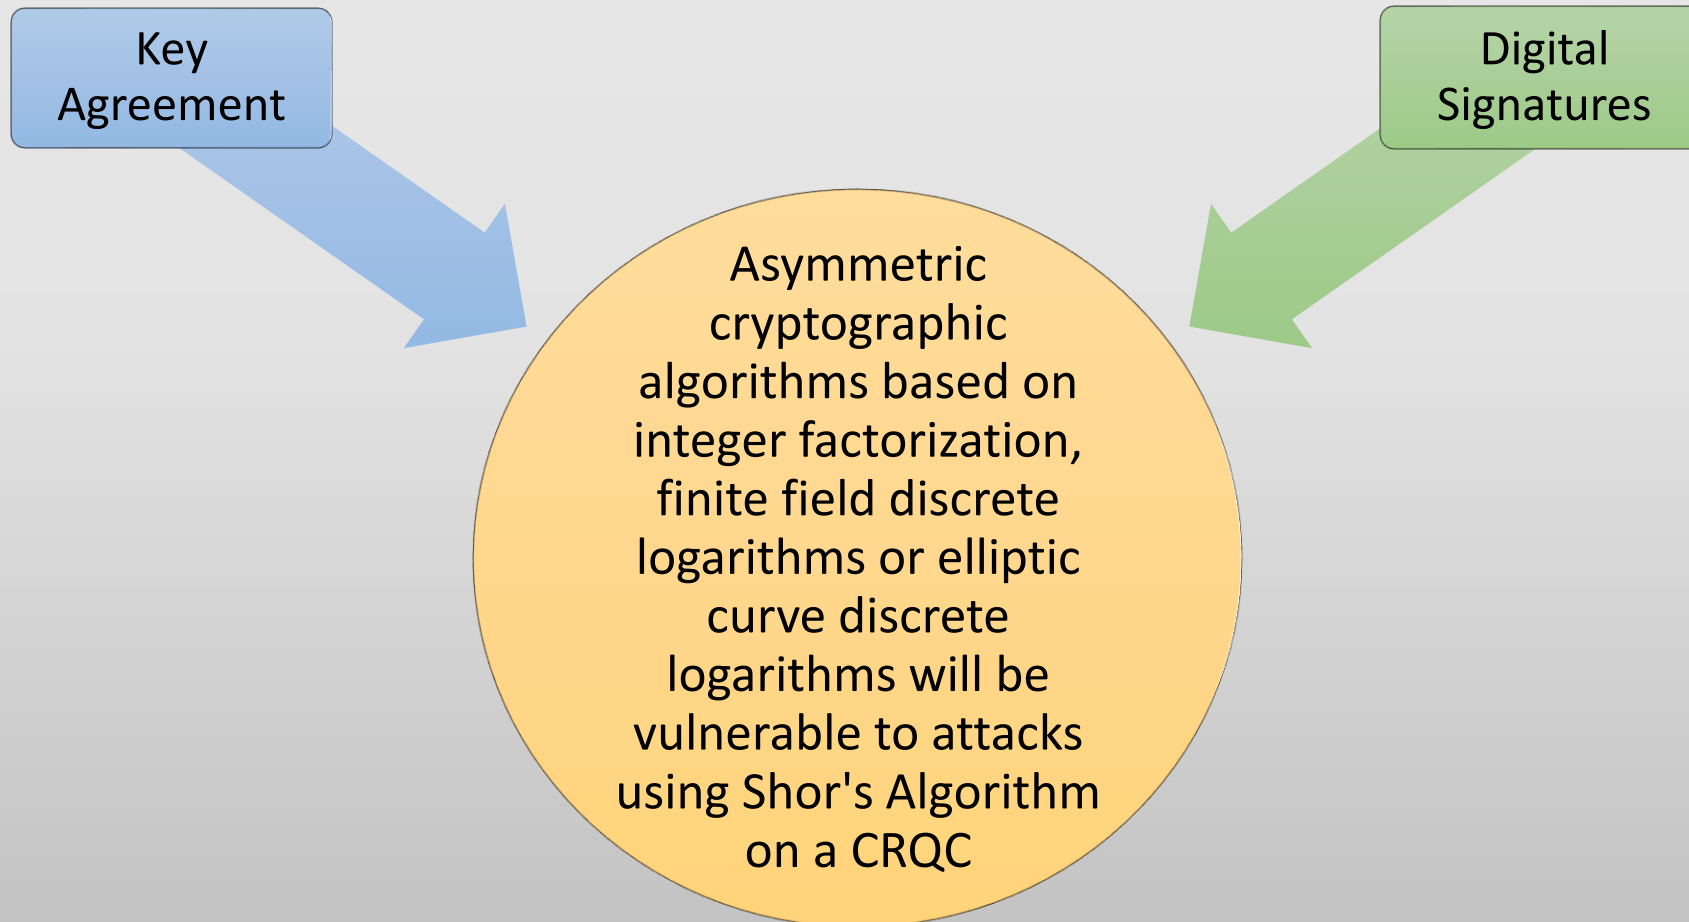 Key
Agreement
Digital
Signatures
Asymmetric
cryptographic
algorithms based on
integer factorization,
finite field discrete
logarithms or elliptic
curve discrete
logarithms will be
vulnerable to attacks
using Shor's Algorithm
on a CRQC